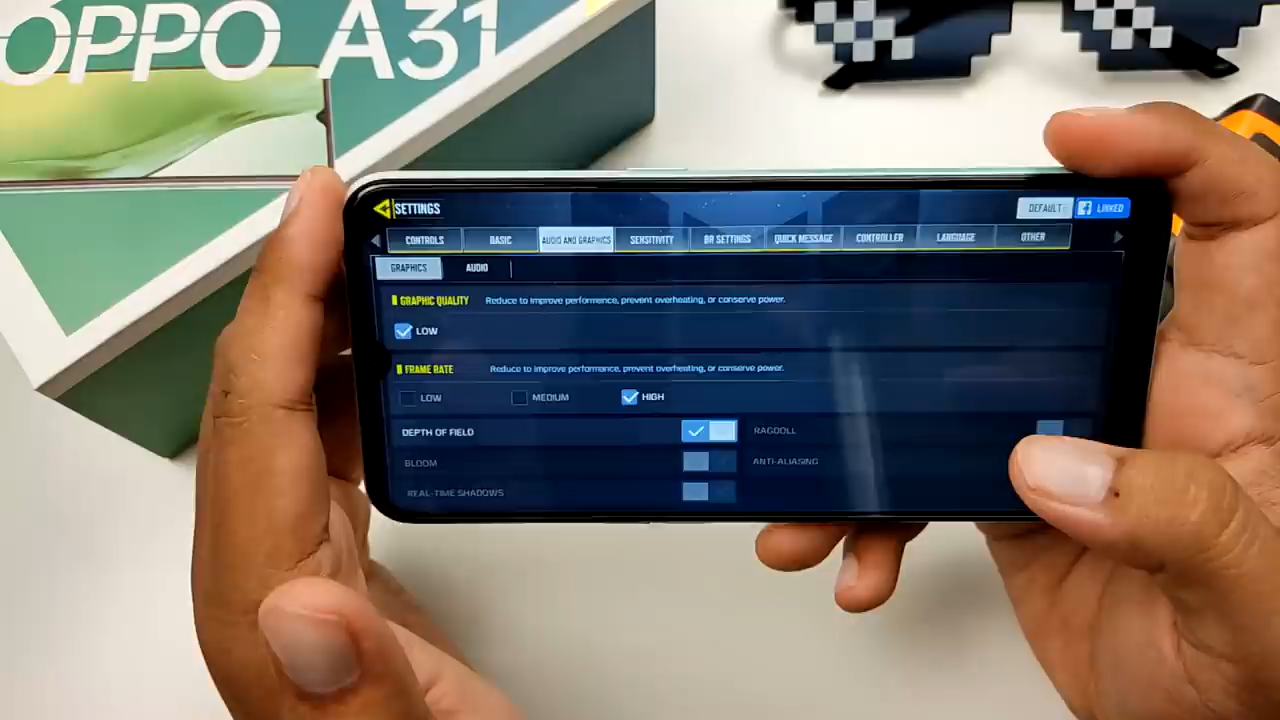 OPPO A31
SETTINGS
DEFAULT
LINKED
CONTROLS
BASIC
AUDIO AND GRAPHICS
SENSITIVITY
BR SETTINGS
QUICK MESSAGE
CONTROLLER
LANGUAGE
OTHER
GRAPHICS
AUDIO
GRAPHIC QUALITY Reduce to improve performance, prevent overheating, or conserve power.
LOW
FRAME RATE Reduce to improve performance, prevent overheating, or conserve power.
LOW
MEDIUM
HIGH
DEPTH OF FIELD
RAGDOLL
BLOOM
ANTI-ALIASING
REAL-TIME SHADOWS